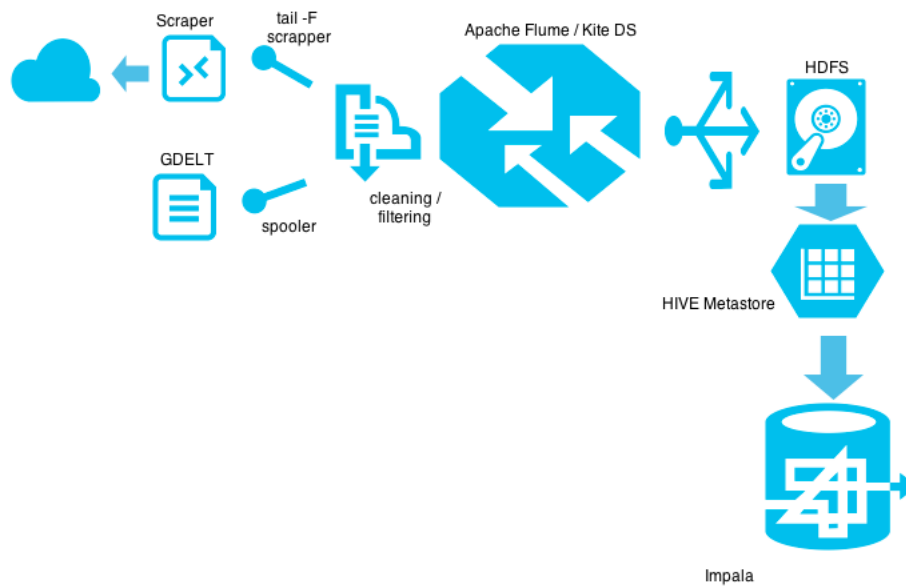 Scraper
tail -F
scrapper
Apache Flume / Kite DS
HDFS
GDELT
spooler
cleaning /
filtering
HIVE Metastore
Impala